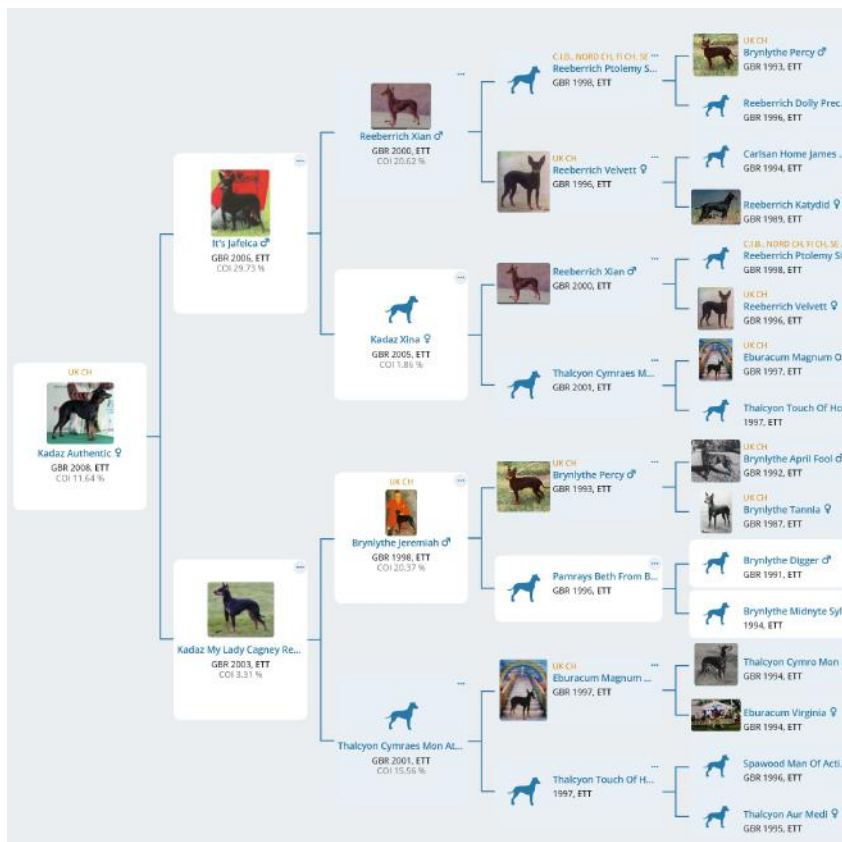 UK CH
Kadaz Authentic ♀
GBR 2008, ETT
COI 11.64 %
It's Jafeica ♂
GBR 2006, ETT
COI 29.73 %
Kadaz My Lady Cagney Re...
GBR 2003, ETT
COI 3.31 %
Reeberrich Xian ♂
GBR 2000, ETT
COI 20.62 %
Kadaz Xina ♀
GBR 2005, ETT
COI 1.86 %
UK CH
Brynlythe Jeremiah ♂
GBR 1998, ETT
COI 20.37 %
Thalcyon Cymraes Mon At...
GBR 2001, ETT
COI 15.56 %
C.I.B., NORD CH, FI CH, SE ...
Reeberrich Ptolemy S...
GBR 1998, ETT
UK CH
Reeberrich Velvett ♀
GBR 1996, ETT
Reeberrich Xian ♂
GBR 2000, ETT
Thalcyon Cymraes M...
GBR 2001, ETT
UK CH
Brynlythe Percy ♂
GBR 1993, ETT
Pamrays Beth From B...
GBR 1996, ETT
UK CH
Eburacum Magnum ...
GBR 1997, ETT
Thalcyon Touch Of H...
1997, ETT
UK CH
Brynlythe Percy ♂
GBR 1993, ETT
Reeberrich Dolly Prec
GBR 1996, ETT
Carlsan Home James
GBR 1994, ETT
Reeberrich Katydid ♀
GBR 1989, ETT
C.I.B., NORD CH, FI CH, SE
Reeberrich Ptolemy Si
GBR 1998, ETT
UK CH
Reeberrich Velvett ♀
GBR 1996, ETT
UK CH
Eburacum Magnum
GBR 1997, ETT
Thalcyon Touch Of Ho
1997, ETT
UK CH
Brynlythe April Fool ♂
GBR 1992, ETT
UK CH
Brynlythe Tannia ♀
GBR 1987, ETT
Brynlythe Digger ♂
GBR 1991, ETT
Brynlythe Midnyte Syl
1994, ETT
Thalcyon Cymro Mon
GBR 1994, ETT
Eburacum Virginia ♀
GBR 1994, ETT
Spawood Man Of Acti
GBR 1996, ETT
Thalcyon Aur Medi ♀
GBR 1995, ETT